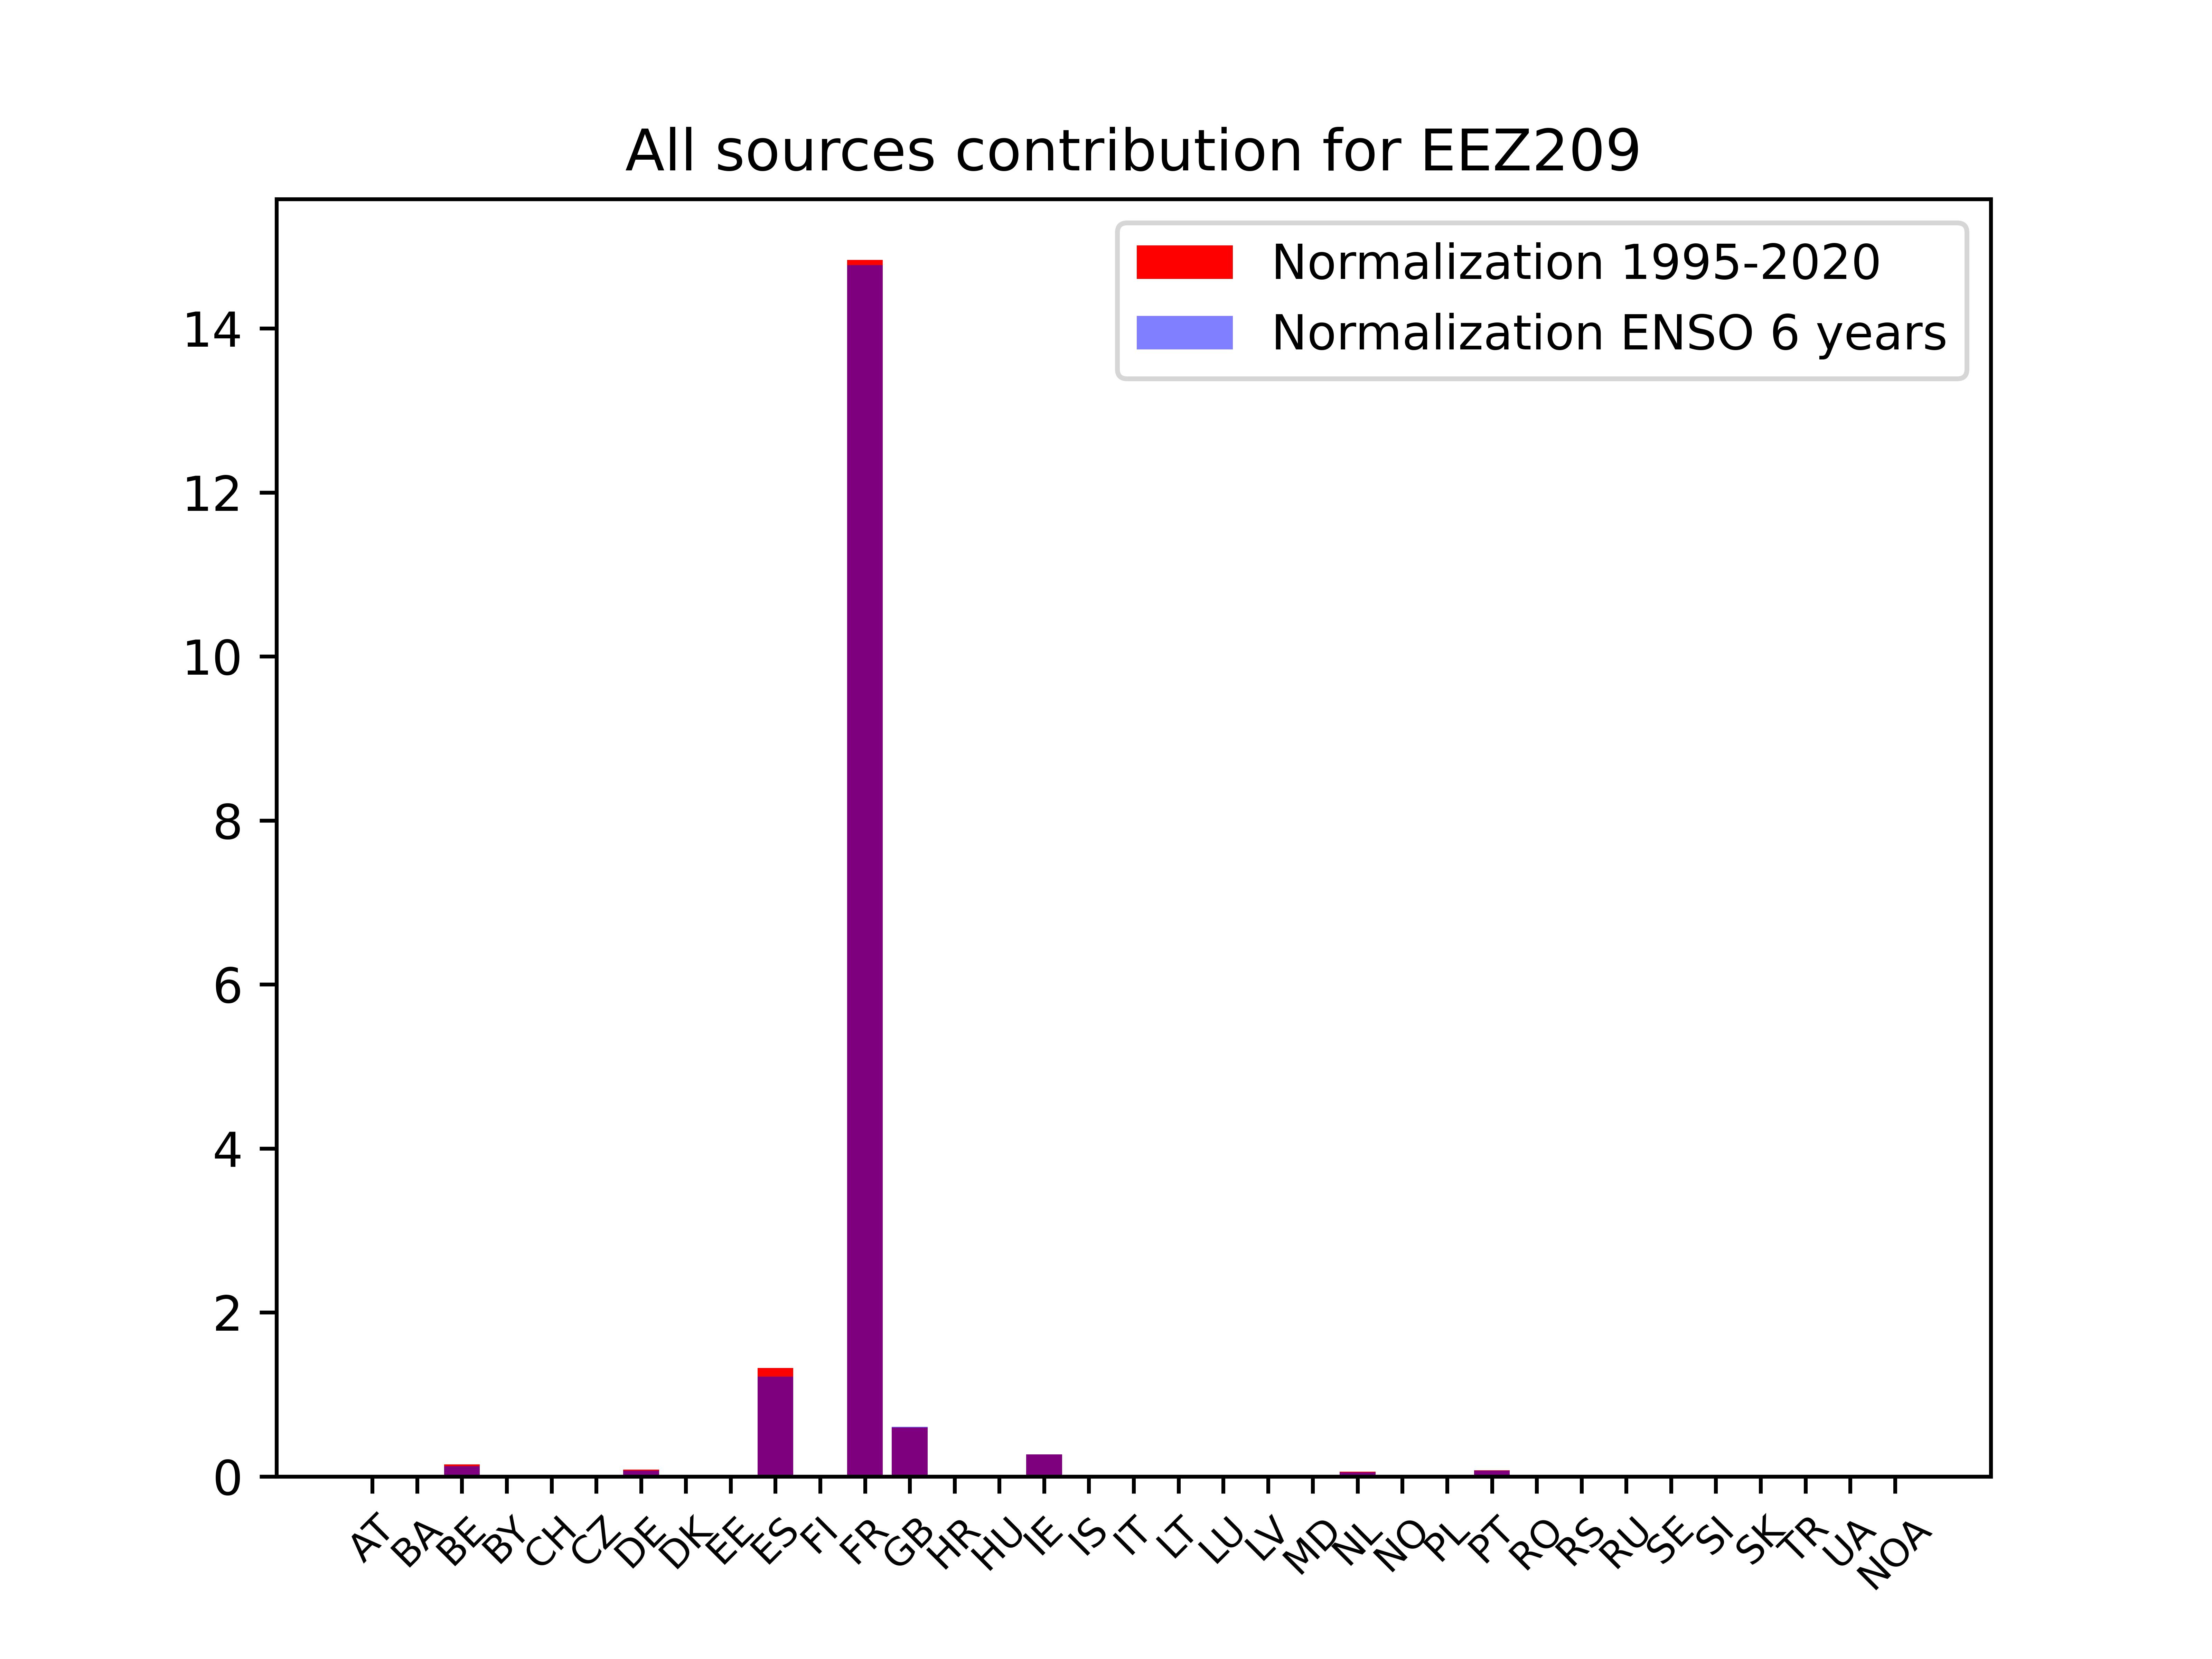 All sources contribution for EEZ209
Normalization 1995-2020
Normalization ENSO 6 years
14
12
10
8
6
4
2
0
AT BA BE BY CH CZ DE DK EE ES FI FR GB HR HU IE IS IT LT LU LV MD NL NO PL PT RO RS RU SE SI SK TR UA NOA